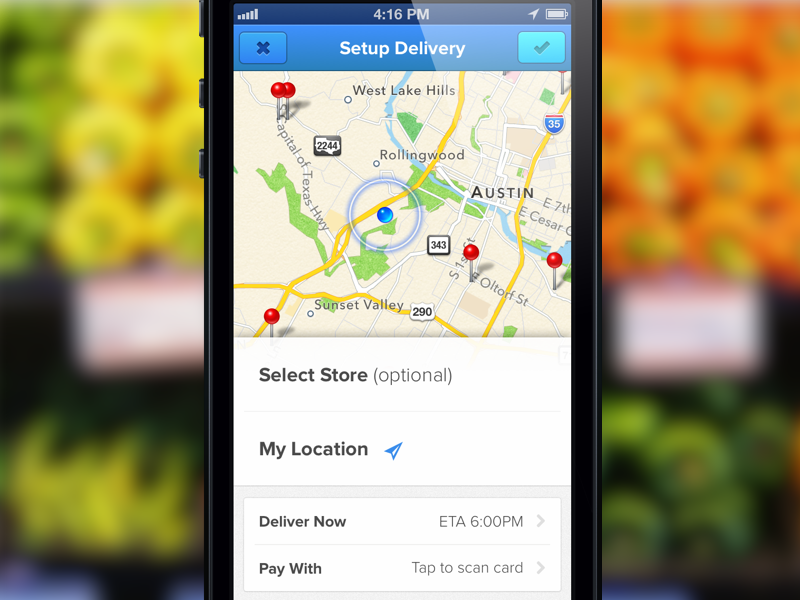 4:16 PM
Setup Delivery
West Lake Hills
35
2244
Rollingwood
Capital of Texas Hwy
AUSTIN
E 7th
E Cesar C
343
S 1st St
E Oltorf St
Sunset Valley
290
Select Store (optional)
My Location
Deliver Now ETA 6:00PM
Pay With Tap to scan card